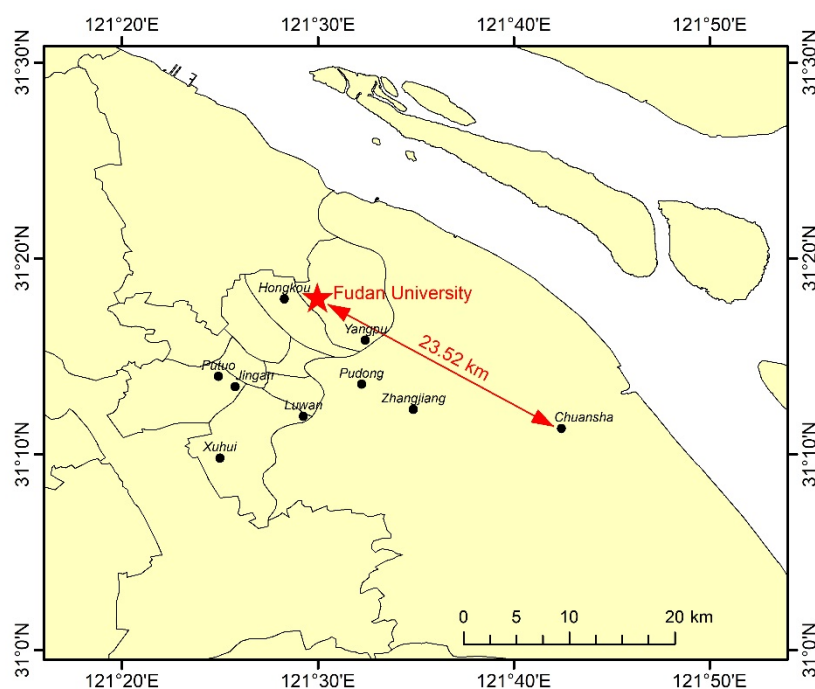 121°20'E 121°30'E 121°40'E 121°50'E
31°30'N 31°30'N
31°20'N 31°20'N
Hongkou
Fudan University
Yangpu
23.52 km
Putuo
Jingan
Pudong
Zhangjiang
Luwan
Chuansha
Xuhui
31°10'N 31°10'N
0 5 10 20 km
31°0'N 31°0'N
121°20'E 121°30'E 121°40'E 121°50'E